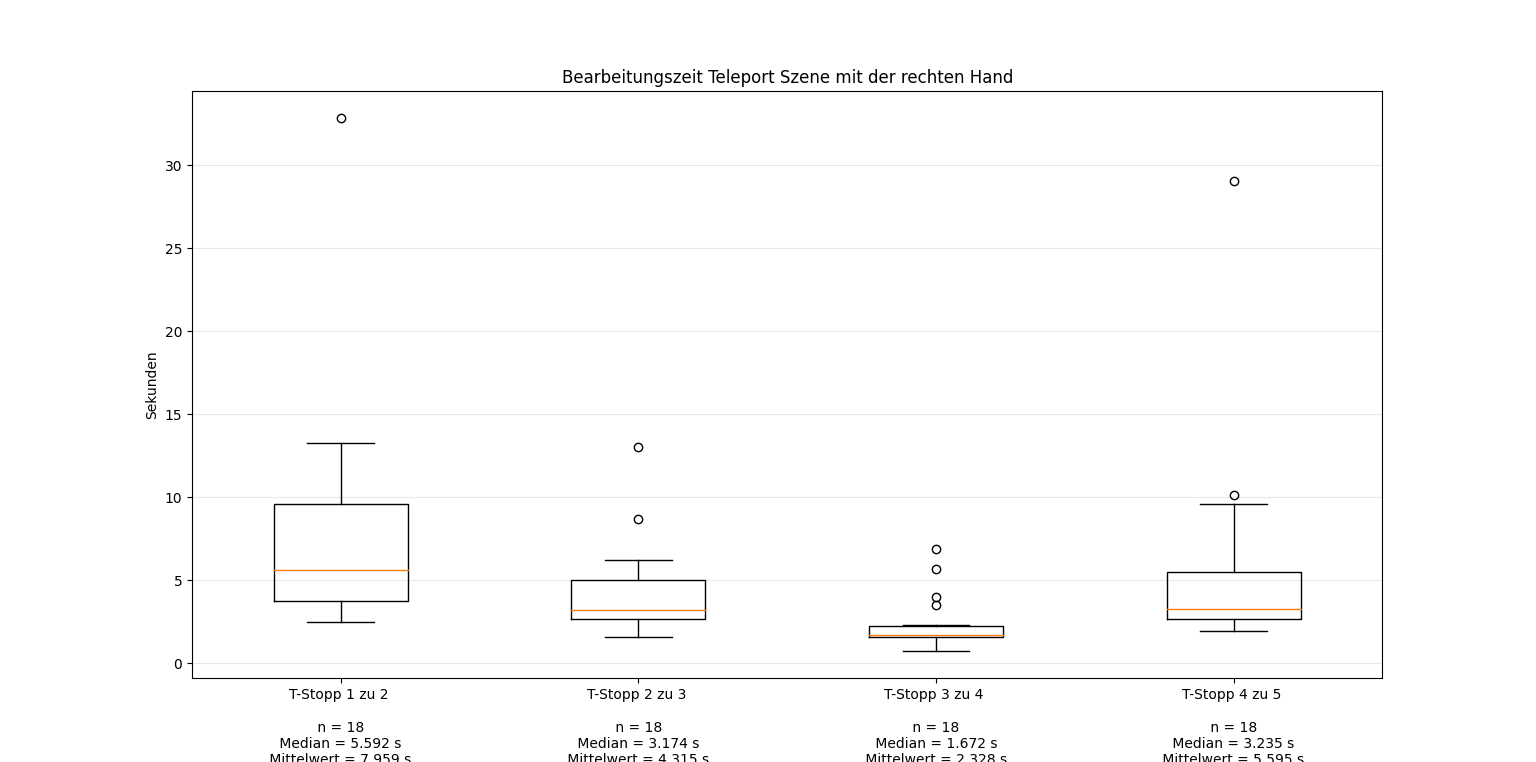 Bearbeitungszeit Teleport Szene mit der rechten Hand
Sekunden
30
25
20
15
10
5
0
T-Stopp 1 zu 2 T-Stopp 2 zu 3 T-Stopp 3 zu 4 T-Stopp 4 zu 5
n = 18 n = 18 n = 18 n = 18
Median = 5.592 s Median = 3.174 s Median = 1.672 s Median = 3.235 s
Mittelwert = 7.959 s Mittelwert = 4.315 s Mittelwert = 2.328 s Mittelwert = 5.595 s